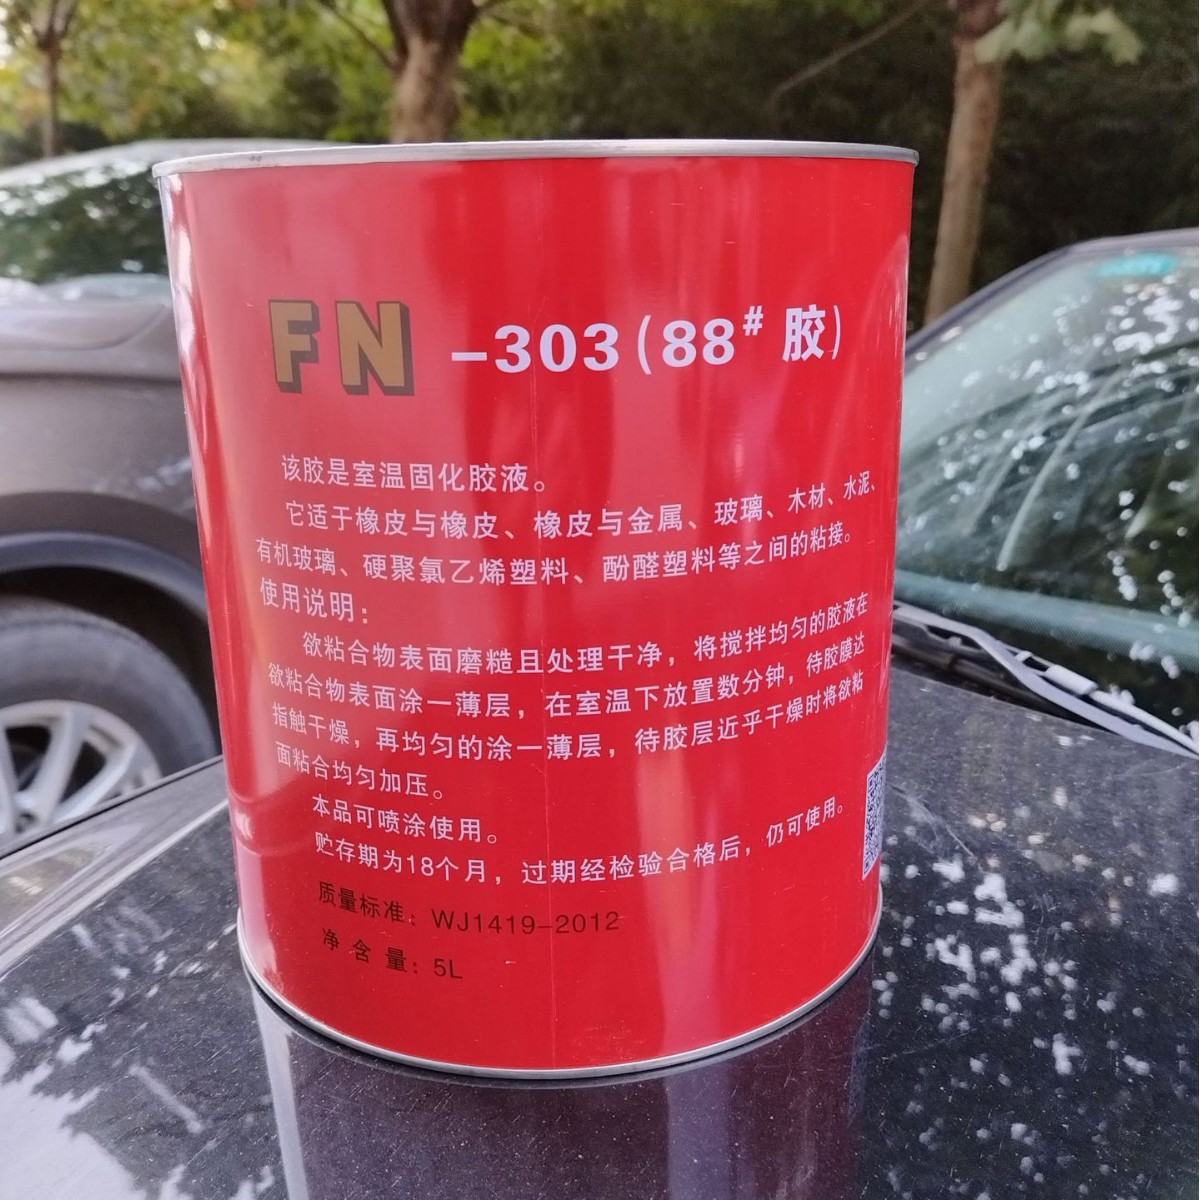 FN-303(88#胶)
该胶是室温固化胶液。
它适于橡皮与橡皮、橡皮与金属、玻璃、木材、水泥、
有机玻璃、硬聚氯乙烯塑料、酚醛塑料等之间的粘接。
使用说明：
欲粘合物表面磨糙且处理干净，将搅拌均匀的胶液在
欲粘合物表面涂一薄层，在室温下放置数分钟，待胶膜达
指触干燥，再均匀的涂一薄层，待胶层近乎干燥时将欲粘
面粘合均匀加压。
本品可喷涂使用。
贮存期为18个月，过期经检验合格后，仍可使用。
质量标准：WJ1419-2012
净含量：5L